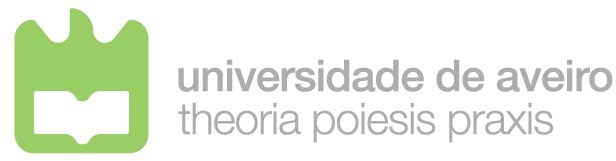 universidade de aveiro
theoria poiesis praxis